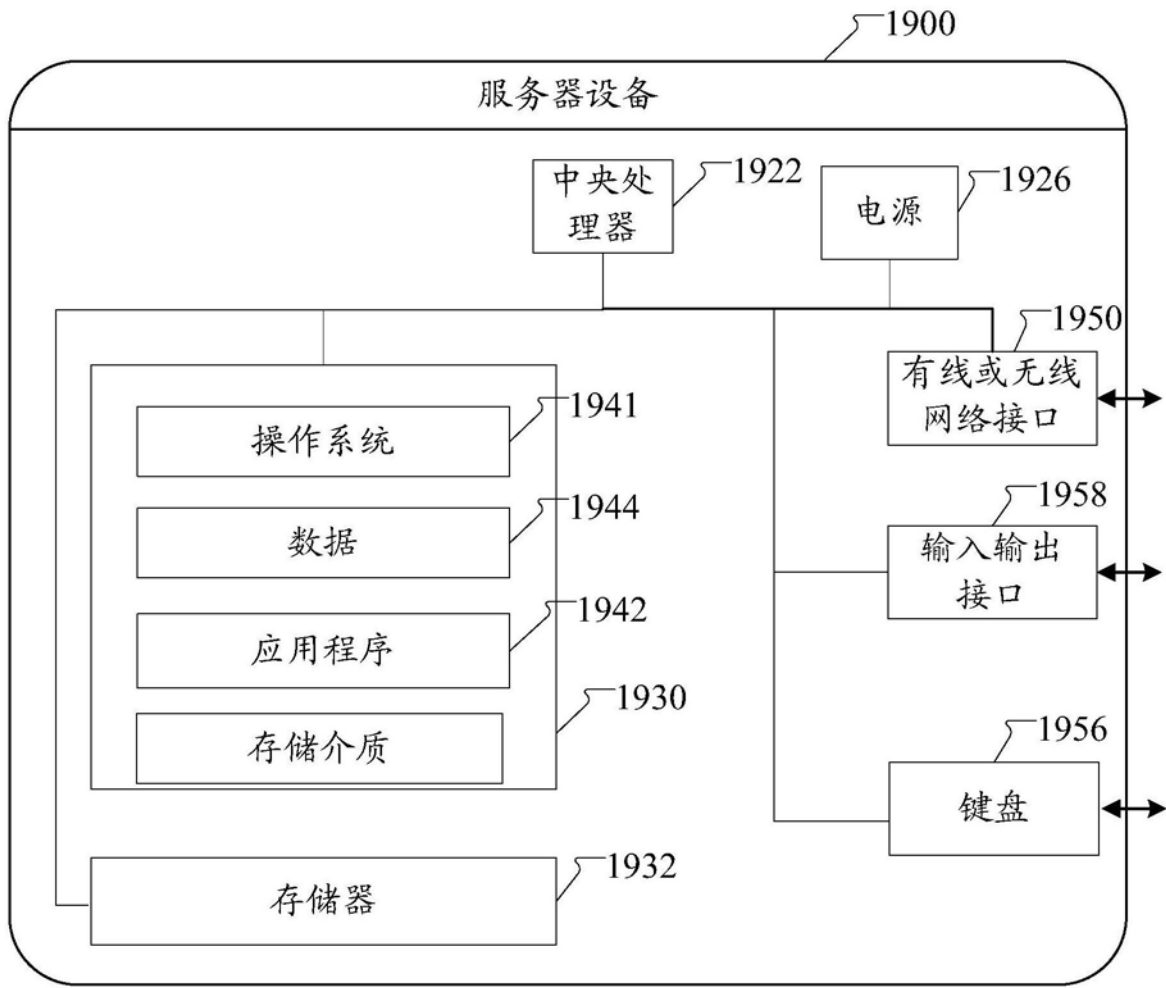 1900
服务器设备
中央处
理器
1922
电源
1926
1950
有线或无线
网络接口
操作系统
1941
数据
1944
应用程序
1942
1930
存储介质
1958
输入输出
接口
1956
键盘
存储器
1932